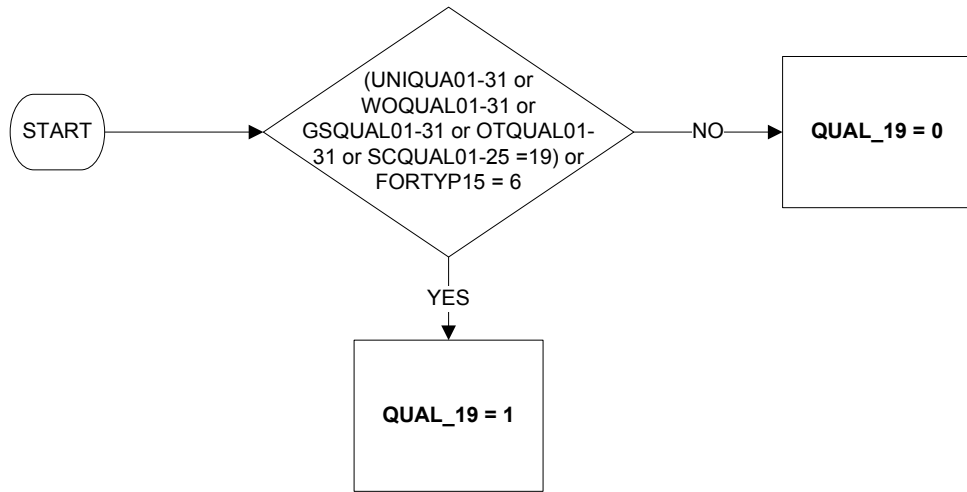 START
(UNIQUA01-31 or
WOQUAL01-31 or
GSQUAL01-31 or OTQUAL01-
31 or SCQUAL01-25 =19) or
FORTYP15 = 6
NO
QUAL_19 = 0
YES
QUAL_19 = 1